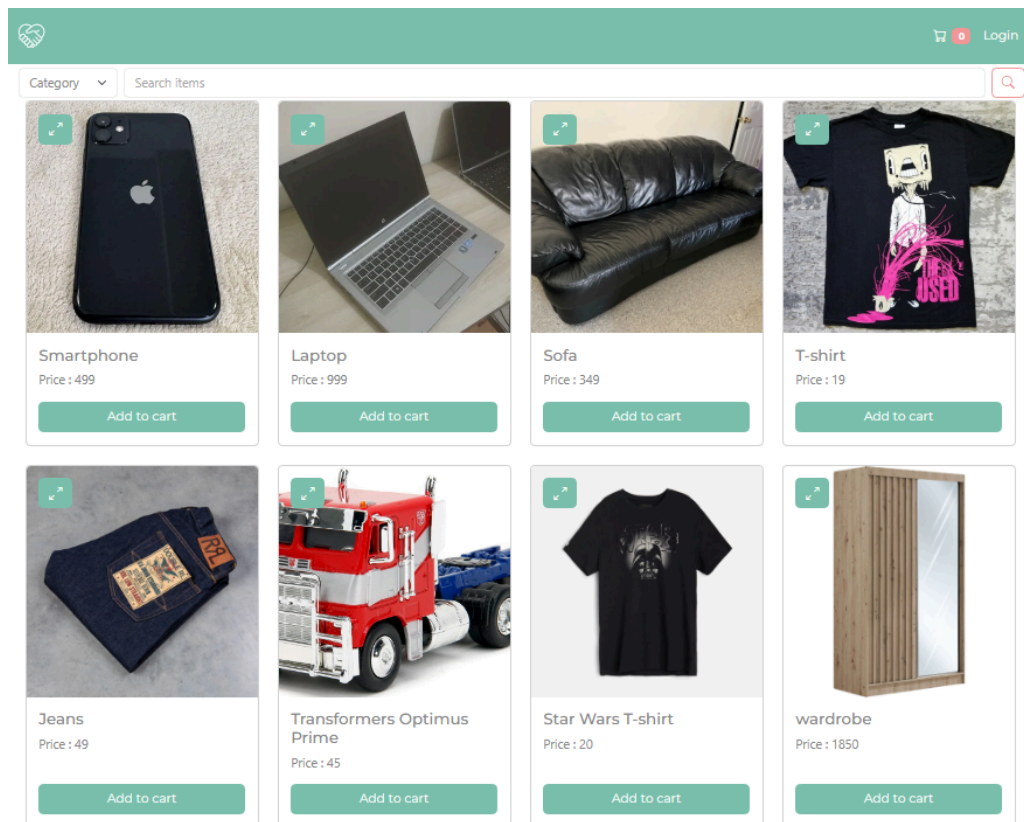 0 Login
Category Search items
THE
USED
Smartphone Laptop Sofa T-shirt
Price : 499 Price : 999 Price : 349 Price : 19
Add to cart Add to cart Add to cart Add to cart
RRL
Jeans Transformers Optimus Prime Star Wars T-shirt wardrobe
Price : 49 Price : 45 Price : 20 Price : 1850
Add to cart Add to cart Add to cart Add to cart